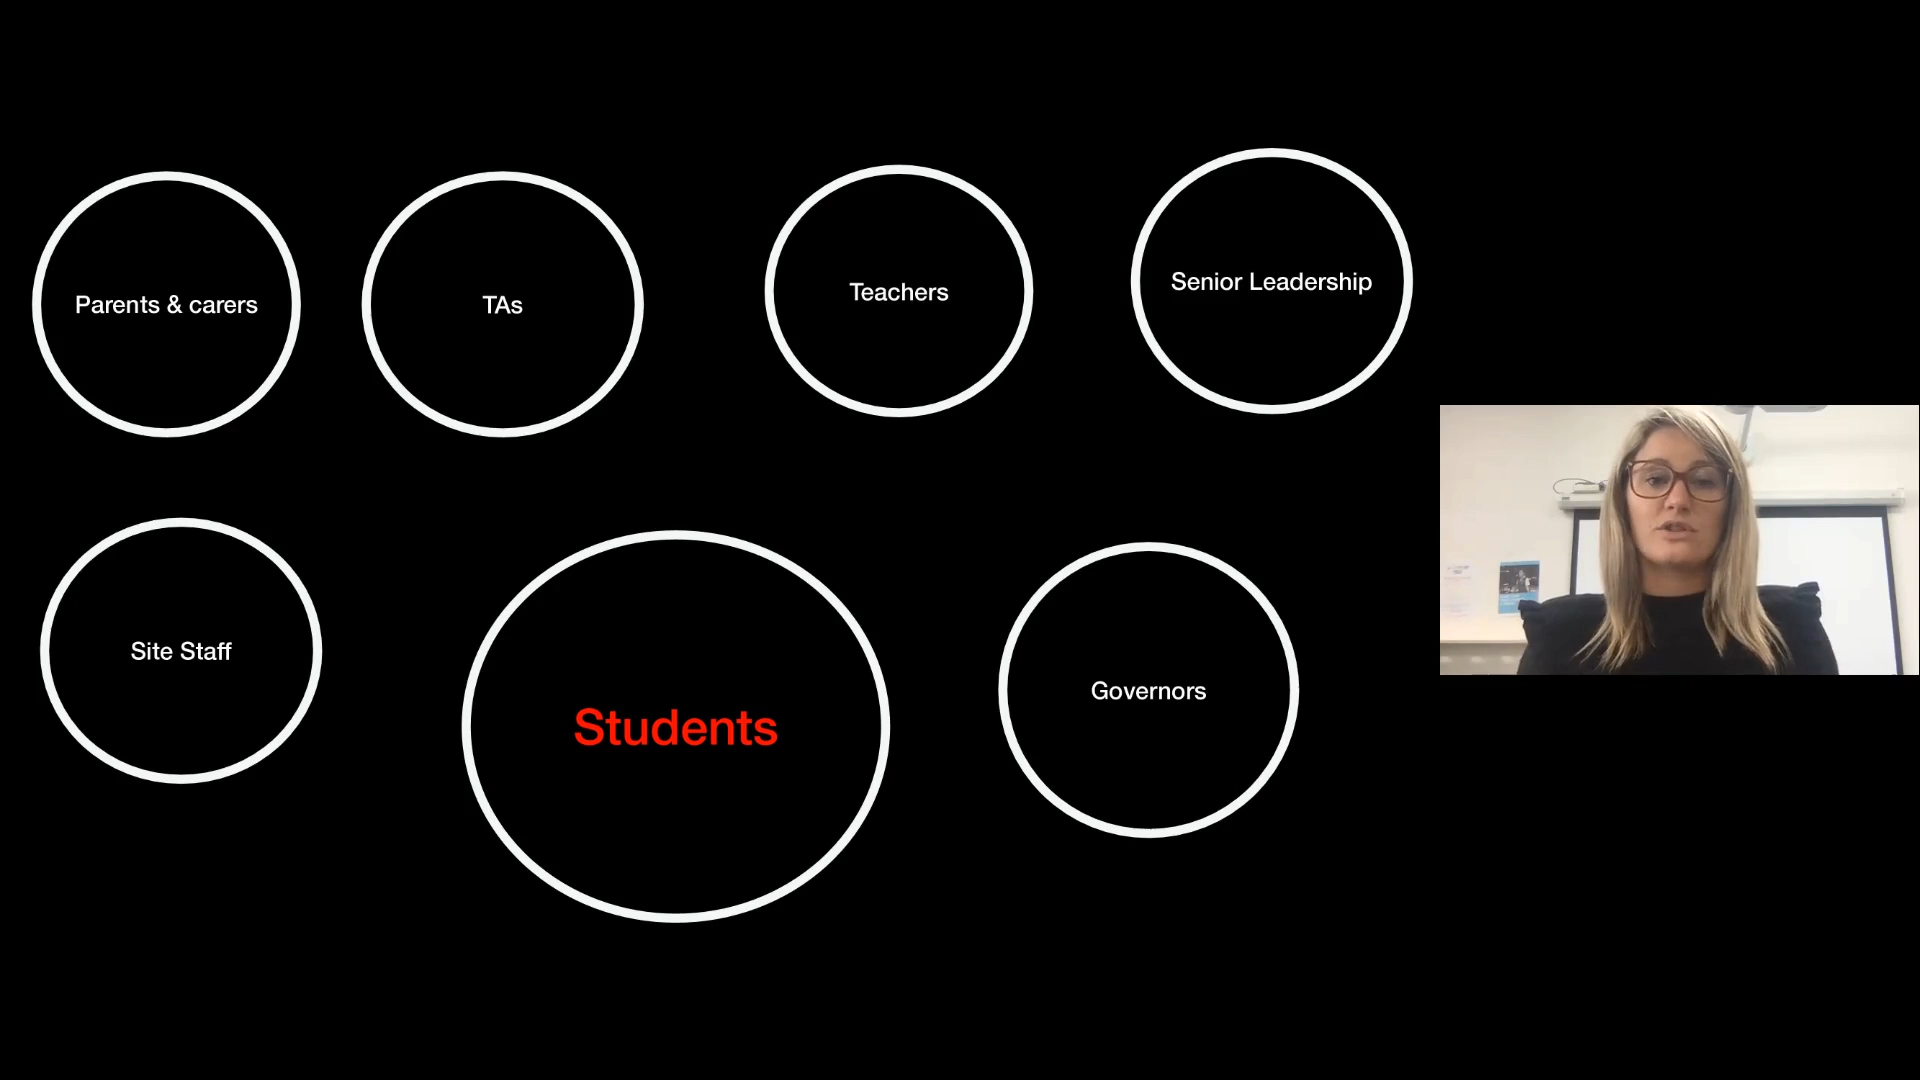 Parents & carers
TAs
Teachers
Senior Leadership
Site Staff
Students
Governors